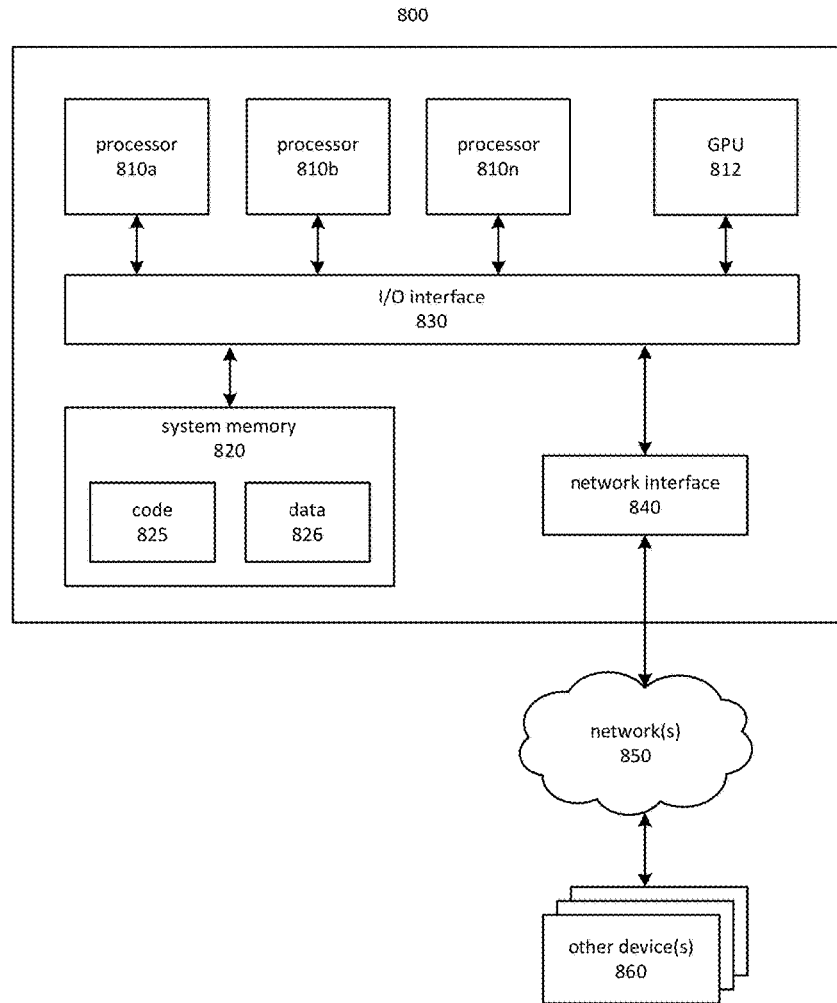 800
processor
810a
processor
810b
processor
810n
GPU
812
I/O interface
830
system memory
820
code
825
data
826
network interface
840
network(s)
850
other device(s)
860